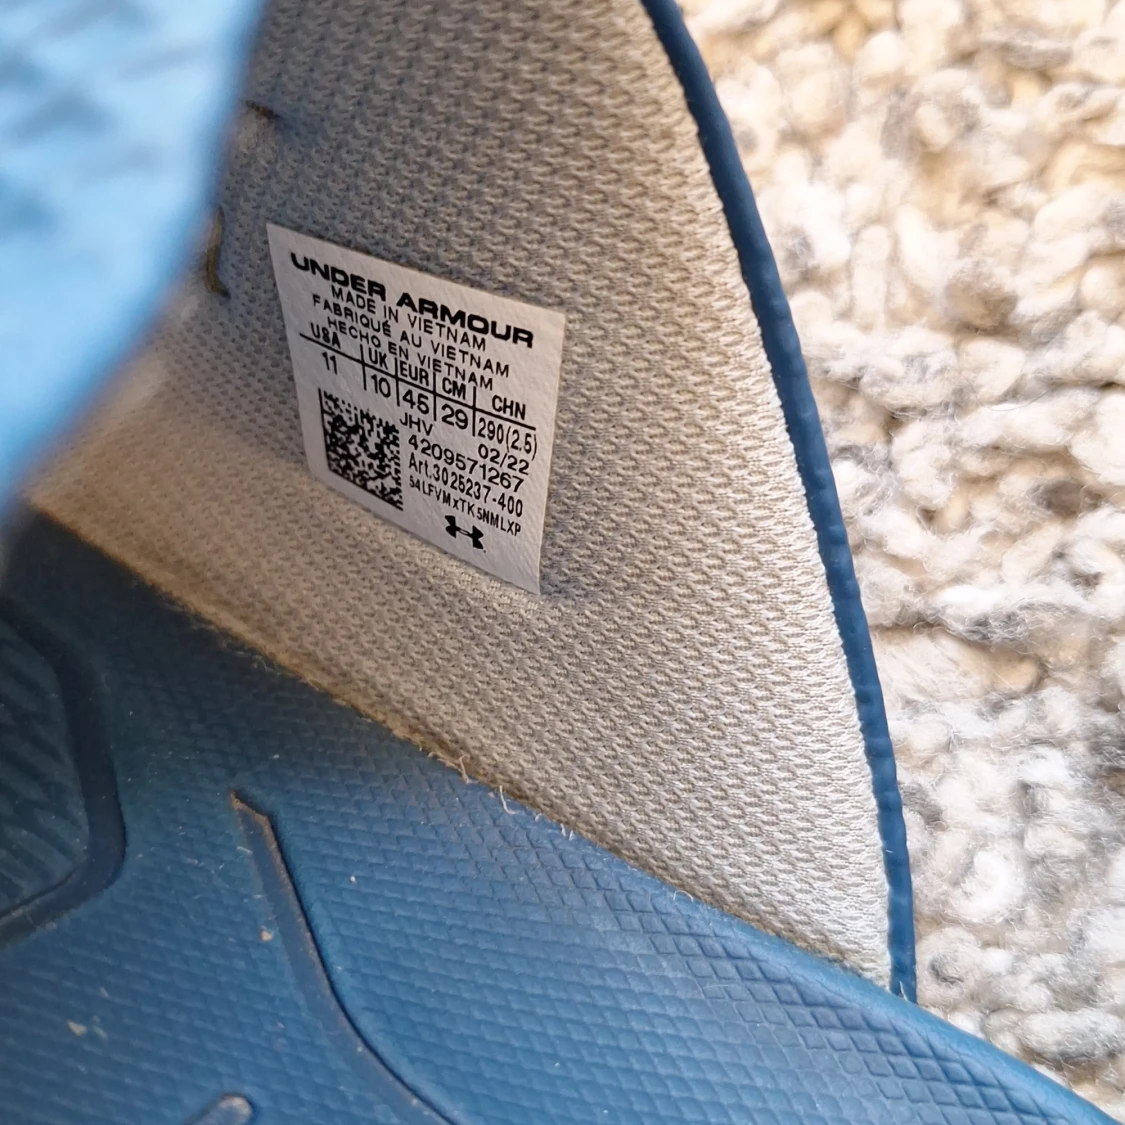 UNDER ARMOUR
MADE IN VIETNAM
FABRIQUÉ AU VIETNAM
HECHO EN VIETNAM
USA UK EUR CM CHN
11 10 45 29 290(2.5)
JHV 02/22
4209571267
Art.3025237-400
54LFVMxTK5NMLXP